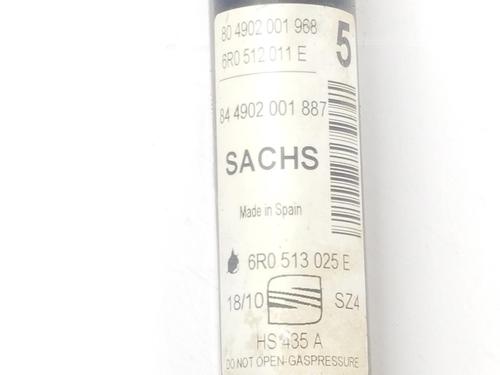 80 4902 001 968
6R0 512 011 E
5
84 4902 001 887
SACHS
Made in Spain
6R0 513 025 E
18/10 SZ4
HS 435 A
DO NOT OPEN-GASPRESSURE